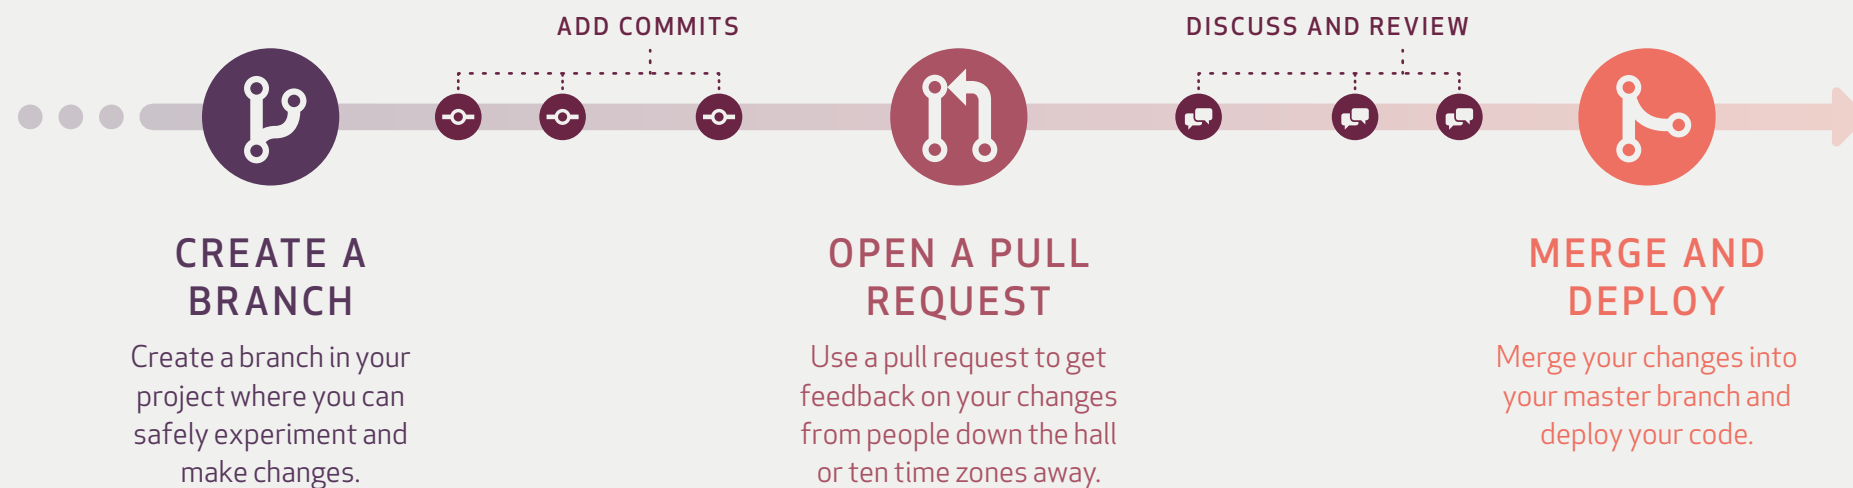 ADD COMMITS
DISCUSS AND REVIEW
CREATE A
BRANCH
Create a branch in your
project where you can
safely experiment and
make changes.
OPEN A PULL
REQUEST
Use a pull request to get
feedback on your changes
from people down the hall
or ten time zones away.
MERGE AND
DEPLOY
Merge your changes into
your master branch and
deploy your code.